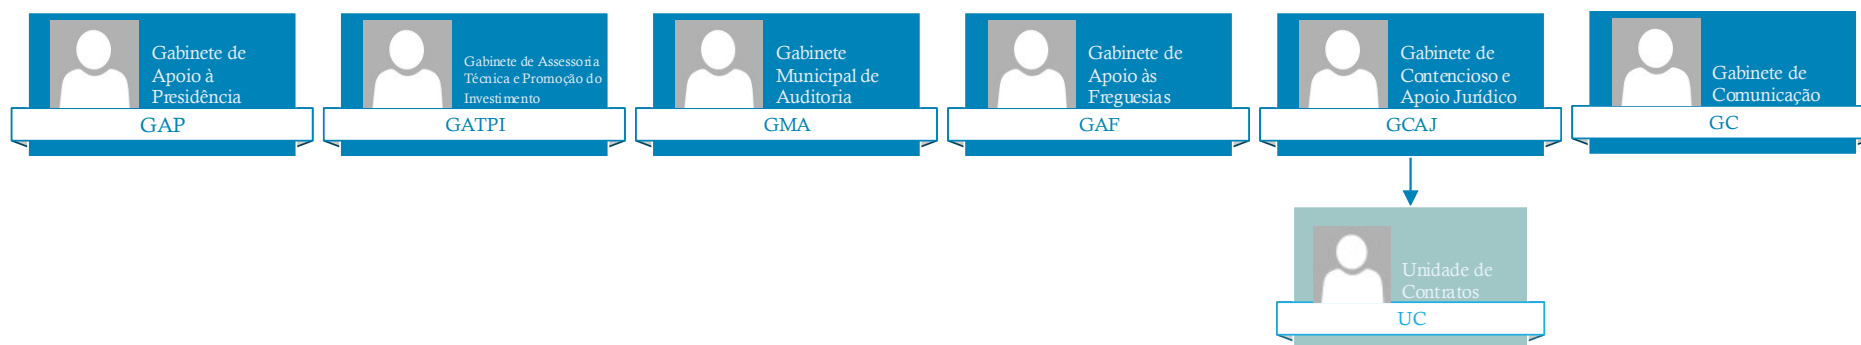 Gabinete de
Apoio à
Presidência
GAP
Gabinete de Assessoria
Técnica e Promoção do
Investimento
GATPI
Gabinete
Municipal de
Auditoria
GMA
Gabinete de
Apoio às
Freguesias
GAF
Gabinete de
Contencioso e
Apoio Jurídico
GCAJ
Gabinete de
Comunicação
GC
Unidade de
Contratos
UC